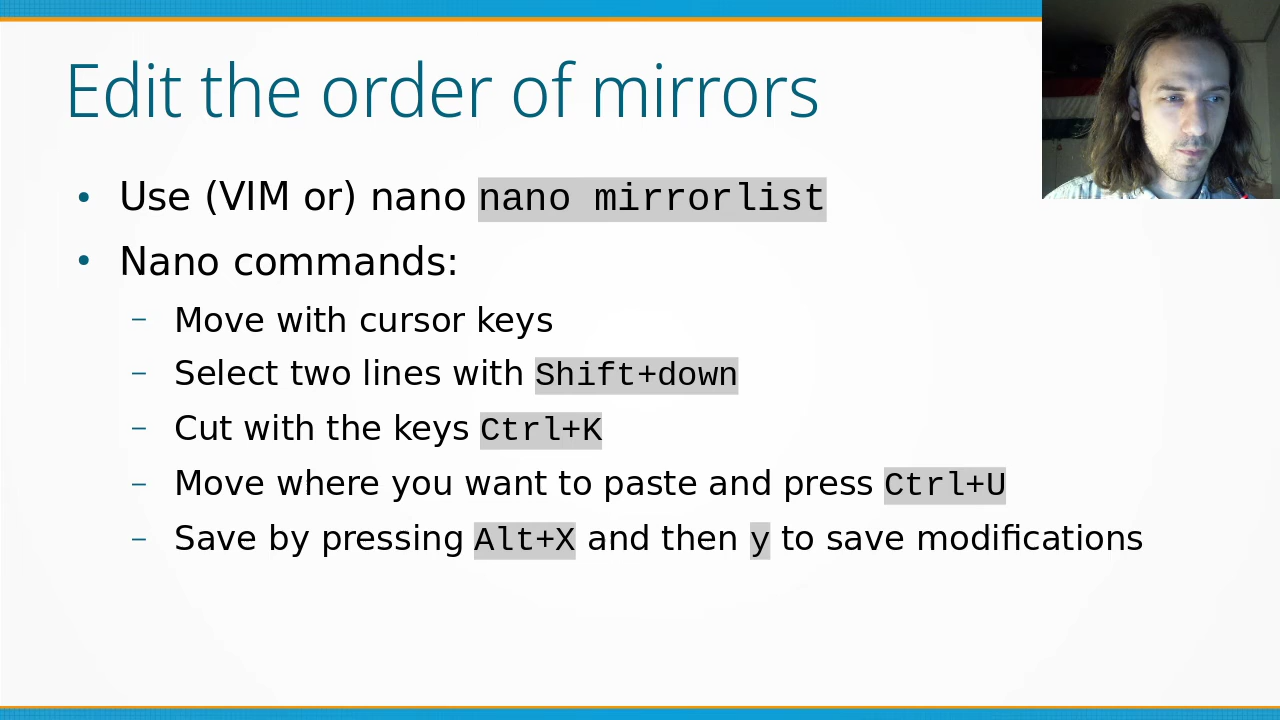 Edit the order of mirrors
• Use (VIM or) nano nano mirrorlist
• Nano commands:
– Move with cursor keys
– Select two lines with Shift+down
– Cut with the keys Ctrl+K
– Move where you want to paste and press Ctrl+U
– Save by pressing Alt+X and then y to save modifications